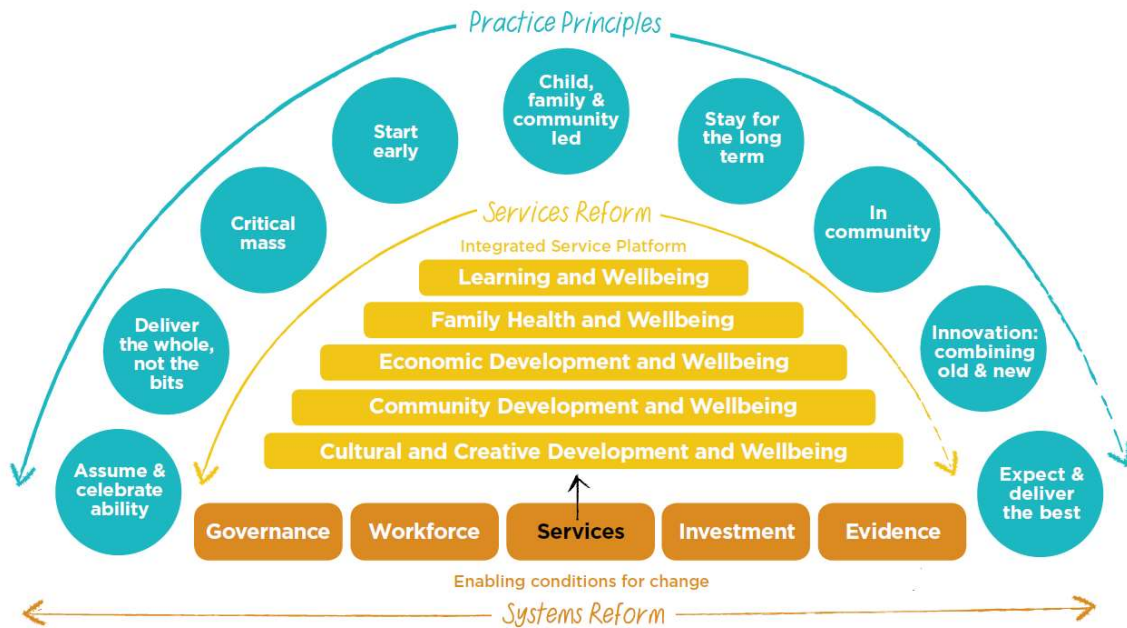 Practice Principles
Child,
family &
community
led
Start
early
Stay for
the long
term
Critical
mass
In
community
Deliver
the whole,
not the
bits
Innovation:
combining
old & new
Assume &
celebrate
ability
Expect &
deliver
the best
Services Reform
Integrated Service Platform
Learning and Wellbeing
Family Health and Wellbeing
Economic Development and Wellbeing
Community Development and Wellbeing
Cultural and Creative Development and Wellbeing
Governance
Workforce
Services
Investment
Evidence
Enabling conditions for change
Systems Reform